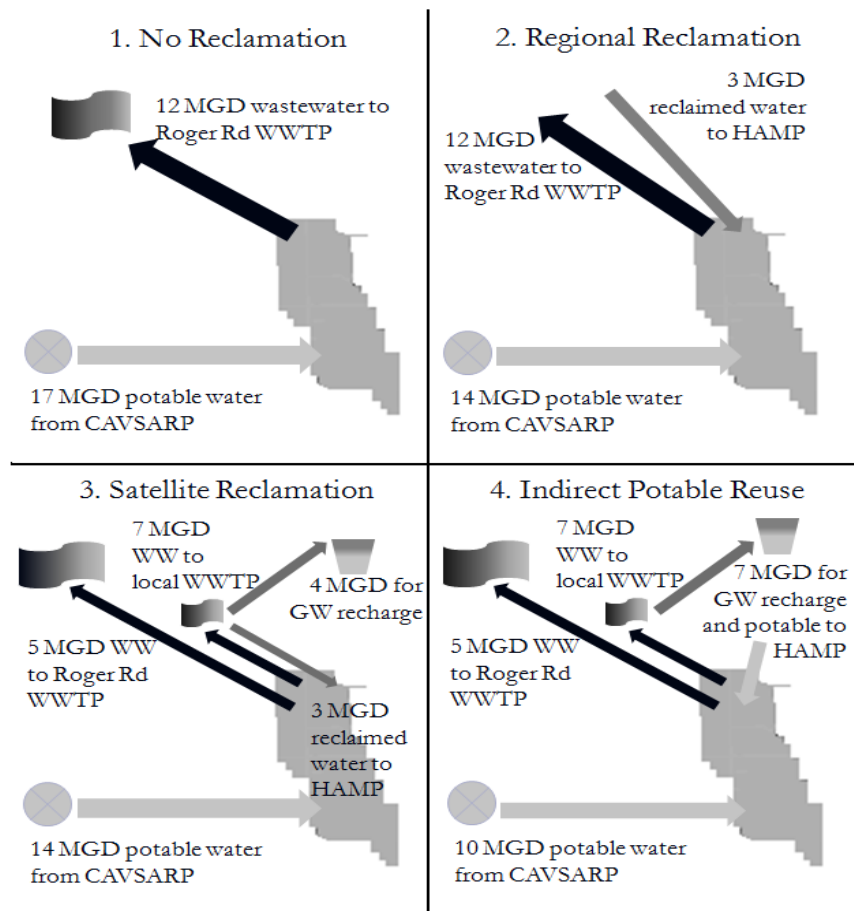 1. No Reclamation
12 MGD wastewater to
Roger Rd WWTP
17 MGD potable water
from CAVSARP
2. Regional Reclamation
3 MGD
reclaimed water
to HAMP
12 MGD
wastewater to
Roger Rd WWTP
14 MGD potable water
from CAVSARP
3. Satellite Reclamation
7 MGD
WW to
local WWTP
4 MGD for
GW recharge
5 MGD WW
to Roger Rd
WWTP
3 MGD
reclaimed
water to
HAMP
14 MGD potable water
from CAVSARP
4. Indirect Potable Reuse
7 MGD
WW to
local WWTP
7 MGD for
GW recharge
and potable to
HAMP
5 MGD WW
to Roger Rd
WWTP
10 MGD potable water
from CAVSARP